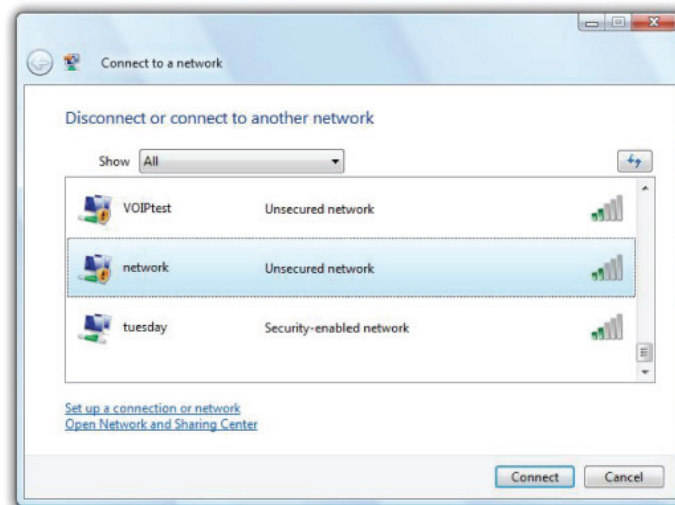 Connect to a network
Disconnect or connect to another network
Show All
VOIPtest Unsecured network
network Unsecured network
tuesday Security-enabled network
Set up a connection or network
Open Network and Sharing Center
Connect Cancel